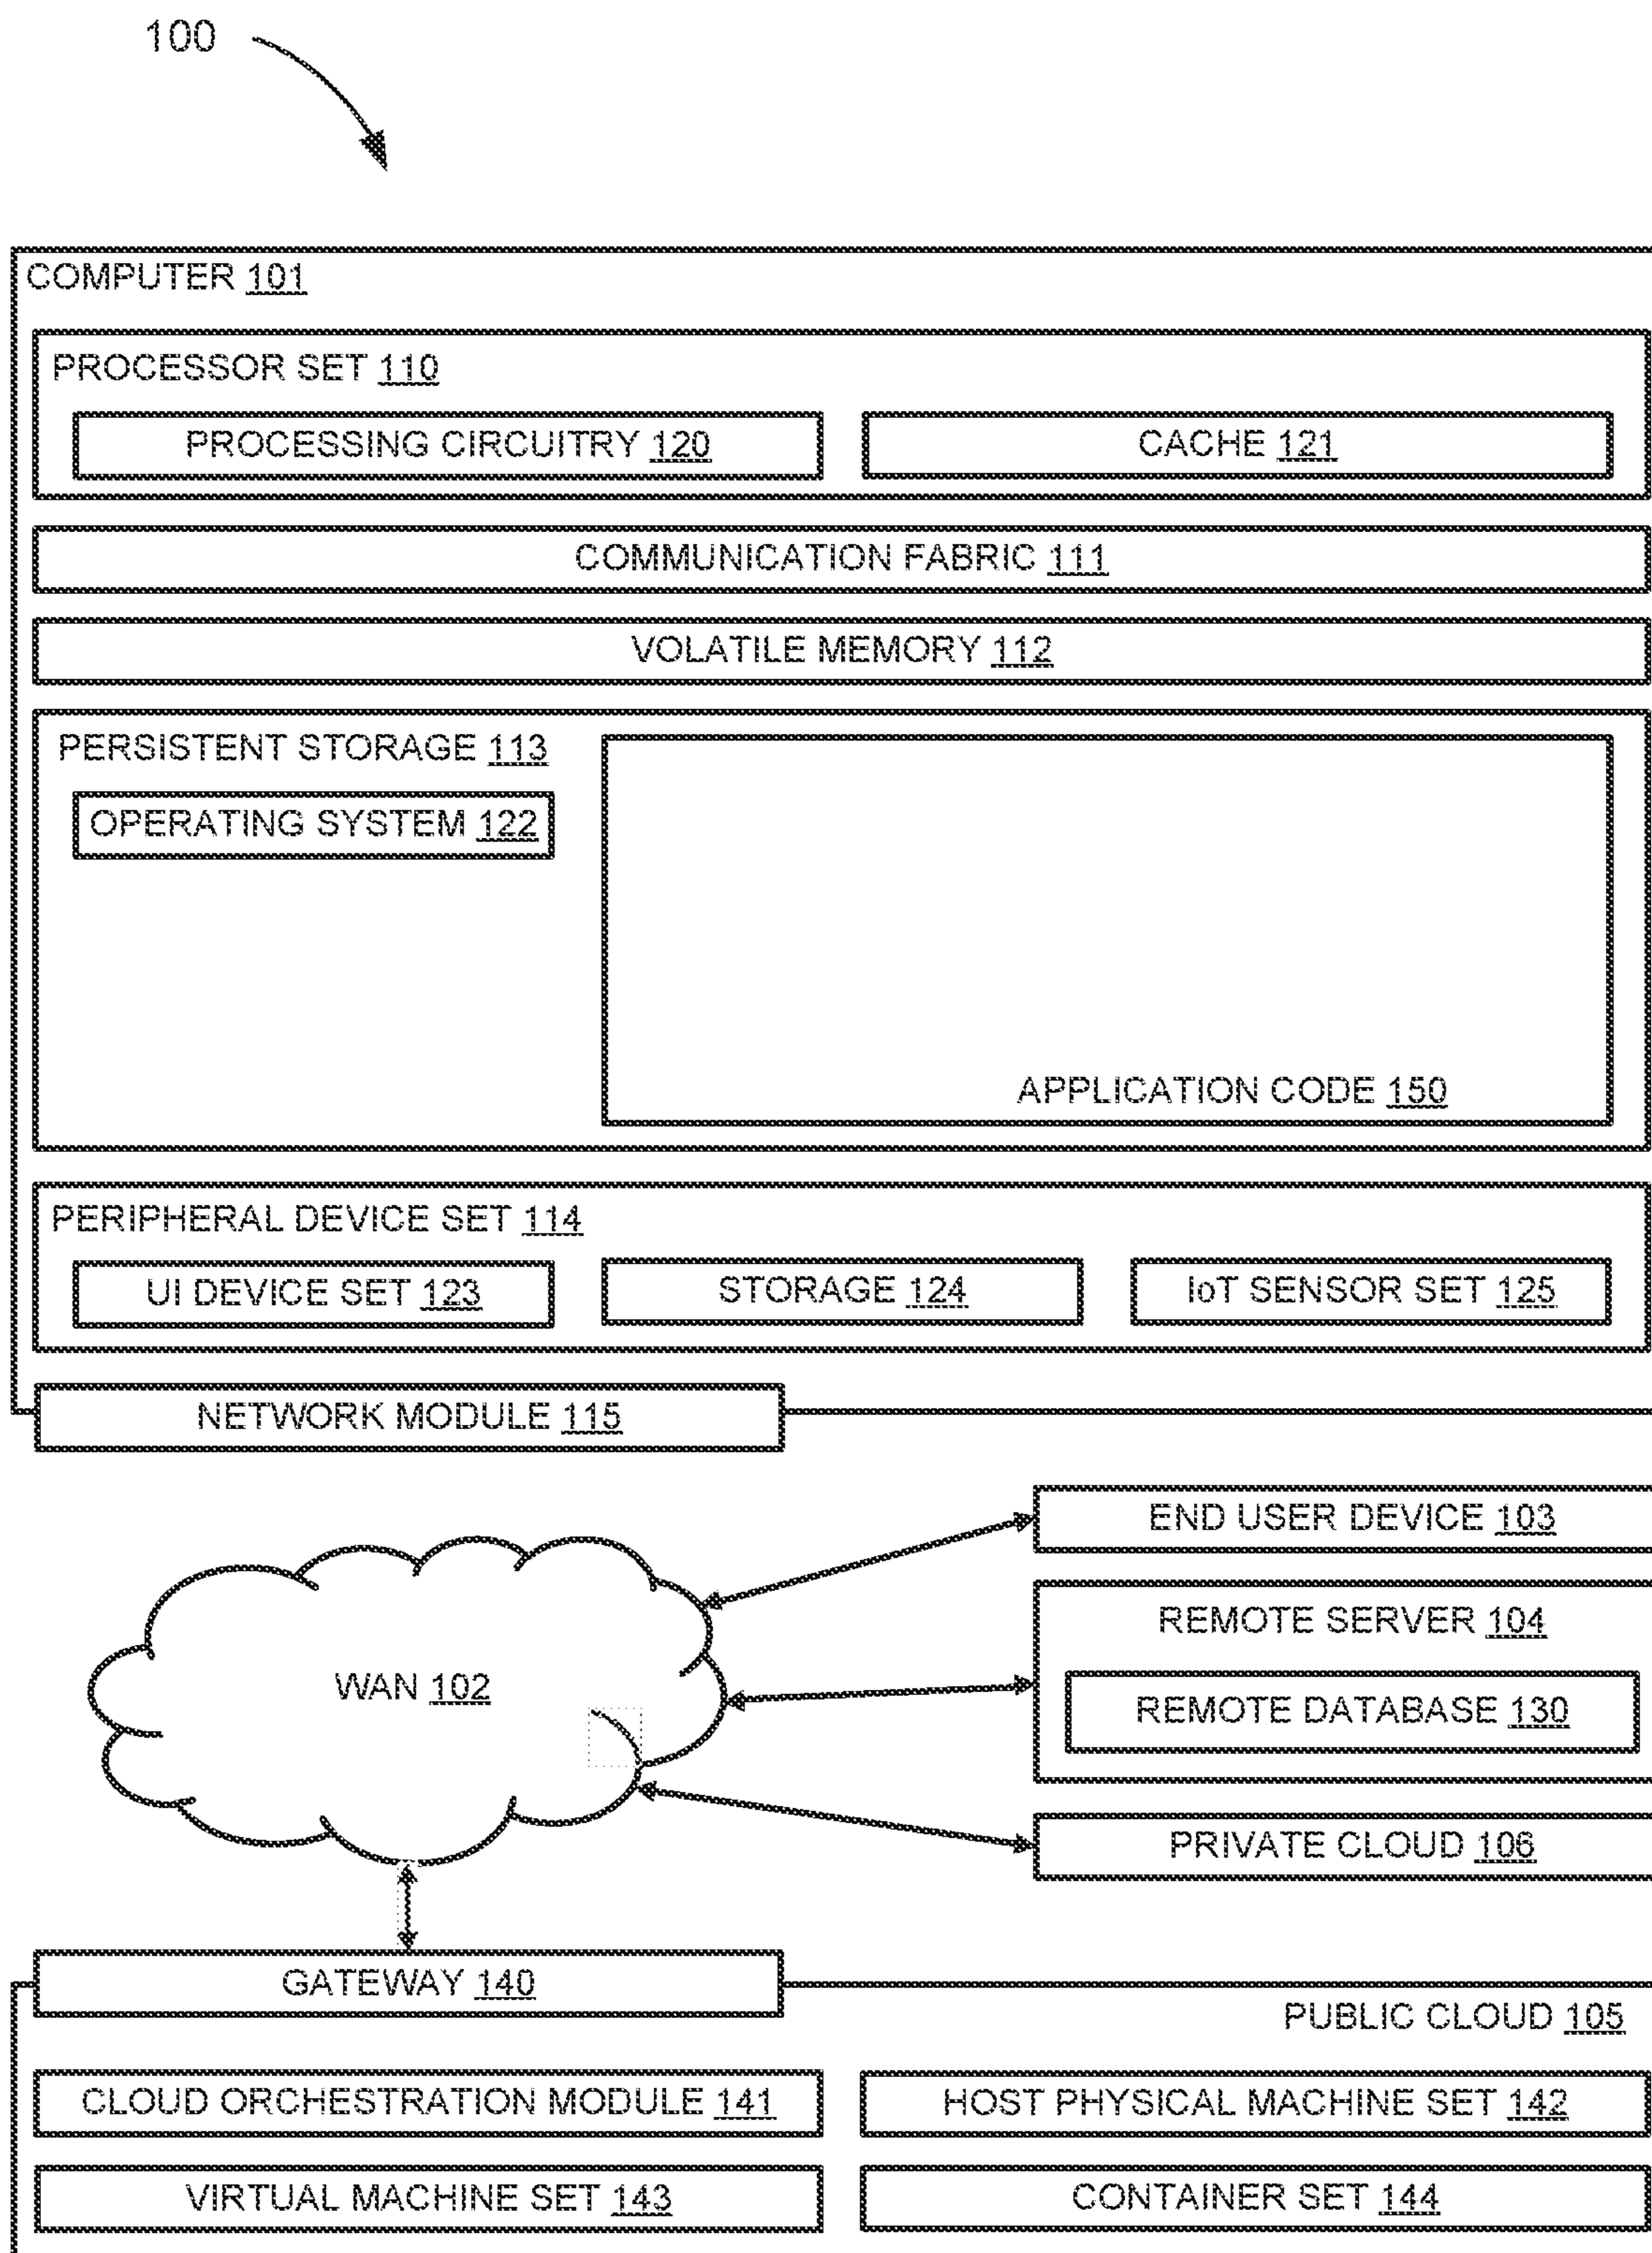 100
COMPUTER 101
PROCESSOR SET 110
PROCESSING CIRCUITRY 120
CACHE 121
COMMUNICATION FABRIC 111
VOLATILE MEMORY 112
PERSISTENT STORAGE 113
OPERATING SYSTEM 122
APPLICATION CODE 150
PERIPHERAL DEVICE SET 114
UI DEVICE SET 123
STORAGE 124
IoT SENSOR SET 125
NETWORK MODULE 115
END USER DEVICE 103
REMOTE SERVER 104
WAN 102
REMOTE DATABASE 130
PRIVATE CLOUD 106
GATEWAY 140
PUBLIC CLOUD 105
CLOUD ORCHESTRATION MODULE 141
HOST PHYSICAL MACHINE SET 142
VIRTUAL MACHINE SET 143
CONTAINER SET 144